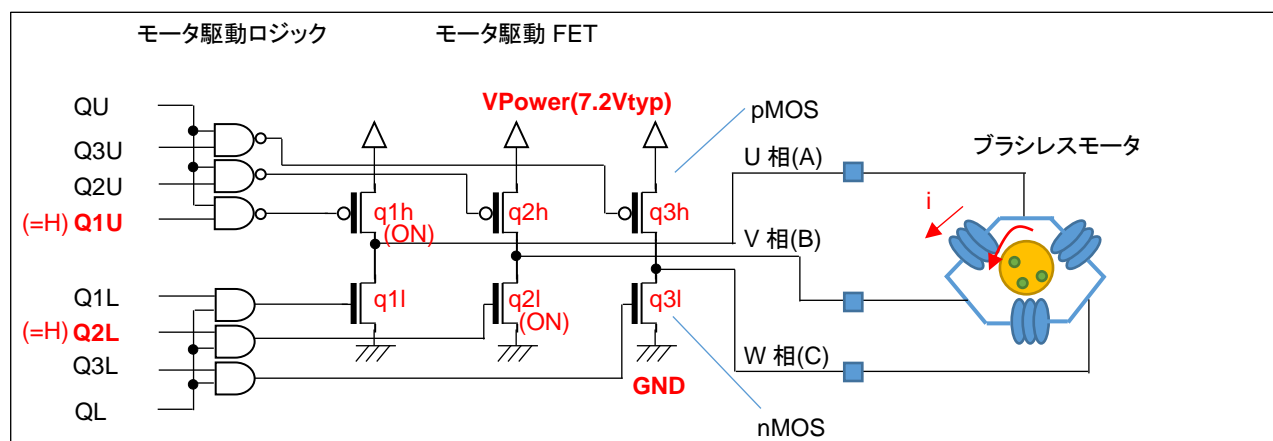 モータ駆動ロジック
モータ駆動 FET
QU
Q3U
Q2U
(=H) Q1U
Q1L
(=H) Q2L
Q3L
QL
VPower(7.2Vtyp)
pMOS
ブラシレスモータ
U 相(A)
i
q1h
(ON)
q2h
q3h
V 相(B)
q1l
q2l
(ON)
q3l
W 相(C)
GND
nMOS